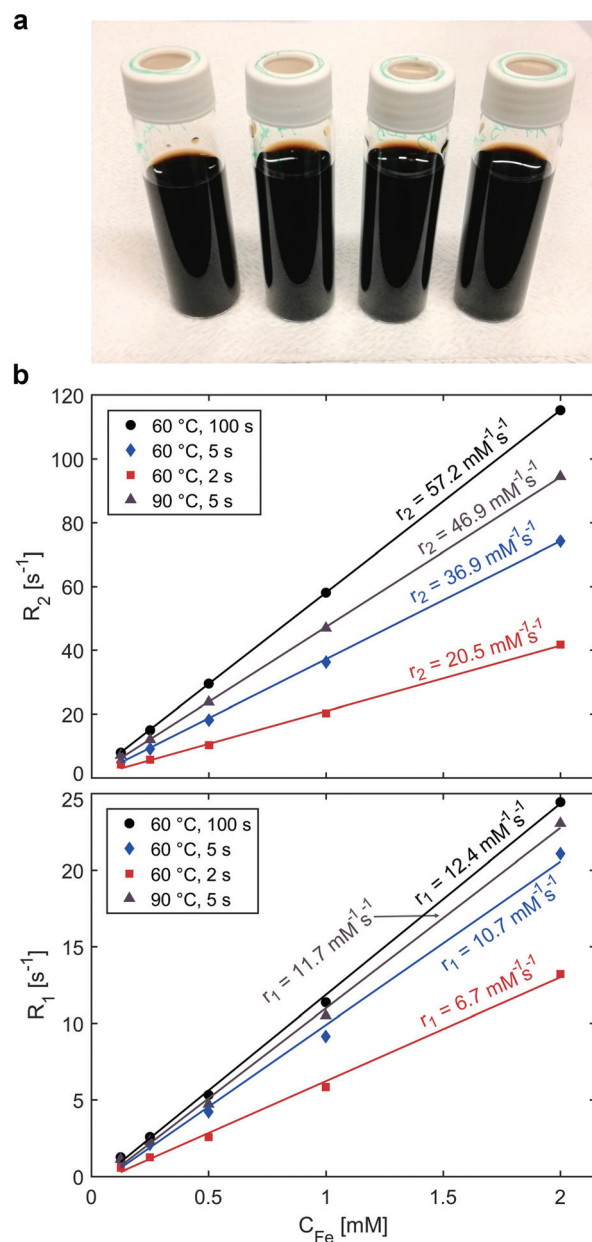 a
b
120
100
80
60
40
20
0
R2 [s-1]
60 °C, 100 s
60 °C, 5 s
60 °C, 2 s
90 °C, 5 s
r2 = 57.2 mM-1s-1
r2 = 46.9 mM-1s-1
r2 = 36.9 mM-1s-1
r2 = 20.5 mM-1s-1
25
20
15
10
5
0
R1 [s-1]
60 °C, 100 s
60 °C, 5 s
60 °C, 2 s
90 °C, 5 s
r1 = 12.4 mM-1s-1
r1 = 11.7 mM-1s-1
r1 = 10.7 mM-1s-1
r1 = 6.7 mM-1s-1
0 0.5 1 1.5 2
CFe [mM]